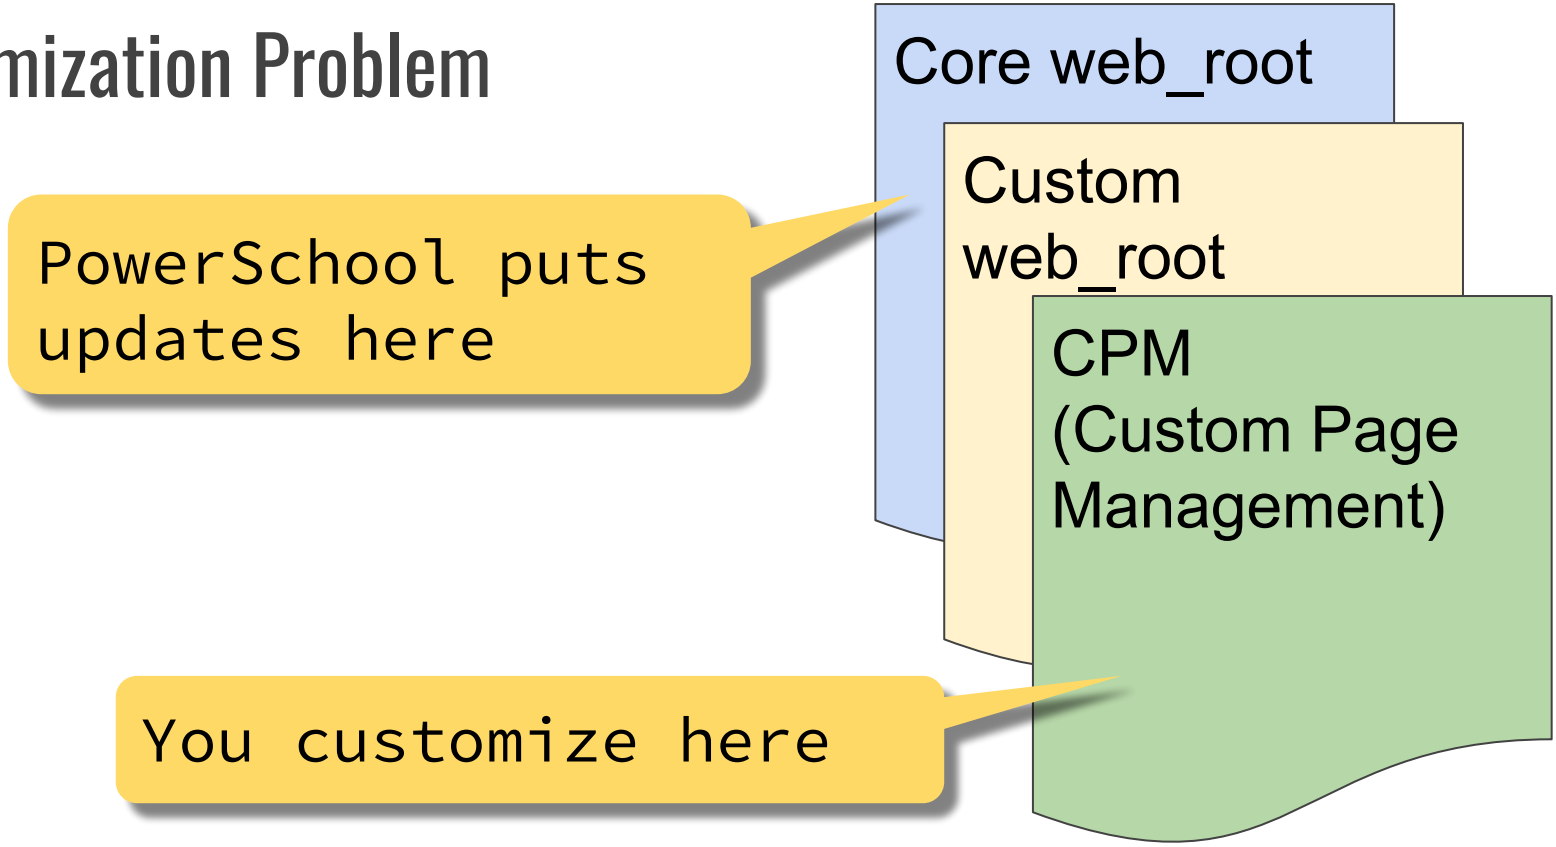 mization Problem
Core web_root
Custom
web_root
PowerSchool puts
updates here
CPM
(Custom Page
Management)
You customize here